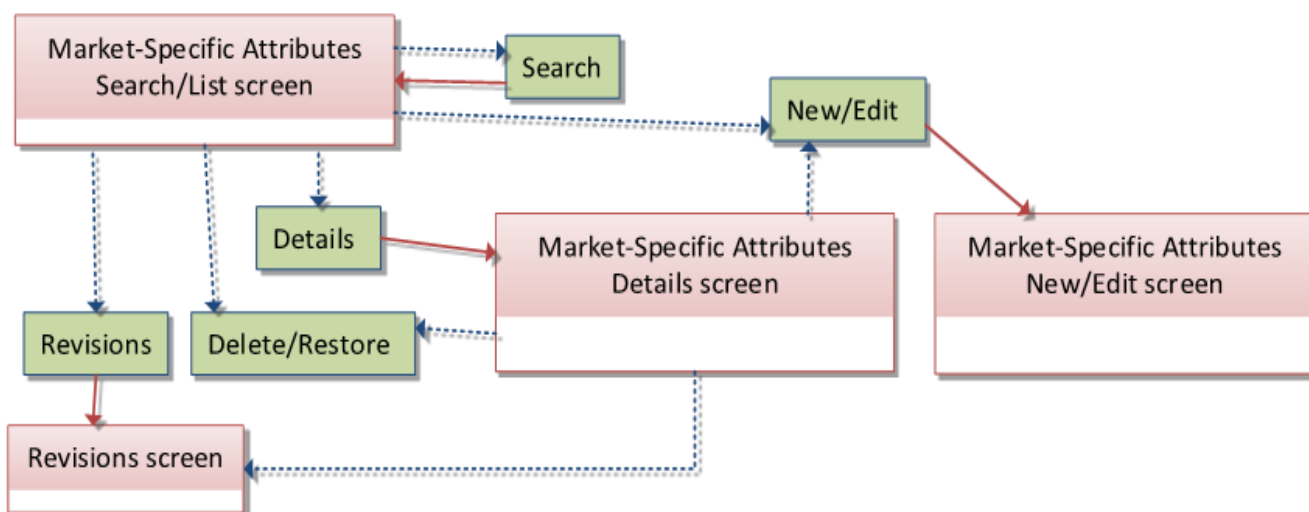 Market-Specific Attributes
Search/List screen
Search
New/Edit
Details
Market-Specific Attributes
Details screen
Market-Specific Attributes
New/Edit screen
Revisions
Delete/Restore
Revisions screen